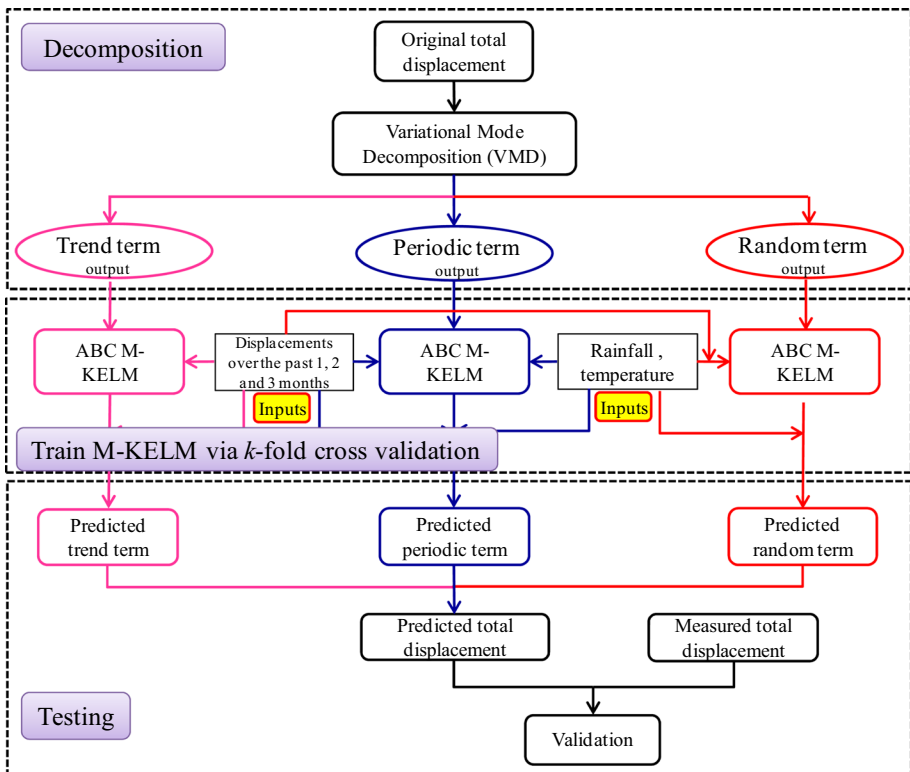 Decomposition
Original total
displacement
Variational Mode
Decomposition (VMD)
Trend term
output
Periodic term
output
Random term
output
ABC M-
KELM
Displacements
over the past 1, 2
and 3 months
Inputs
ABC M-
KELM
Rainfall ,
temperature
Inputs
ABC M-
KELM
Train M-KELM via k-fold cross validation
Predicted
trend term
Predicted
periodic term
Predicted
random term
Predicted total
displacement
Measured total
displacement
Testing
Validation